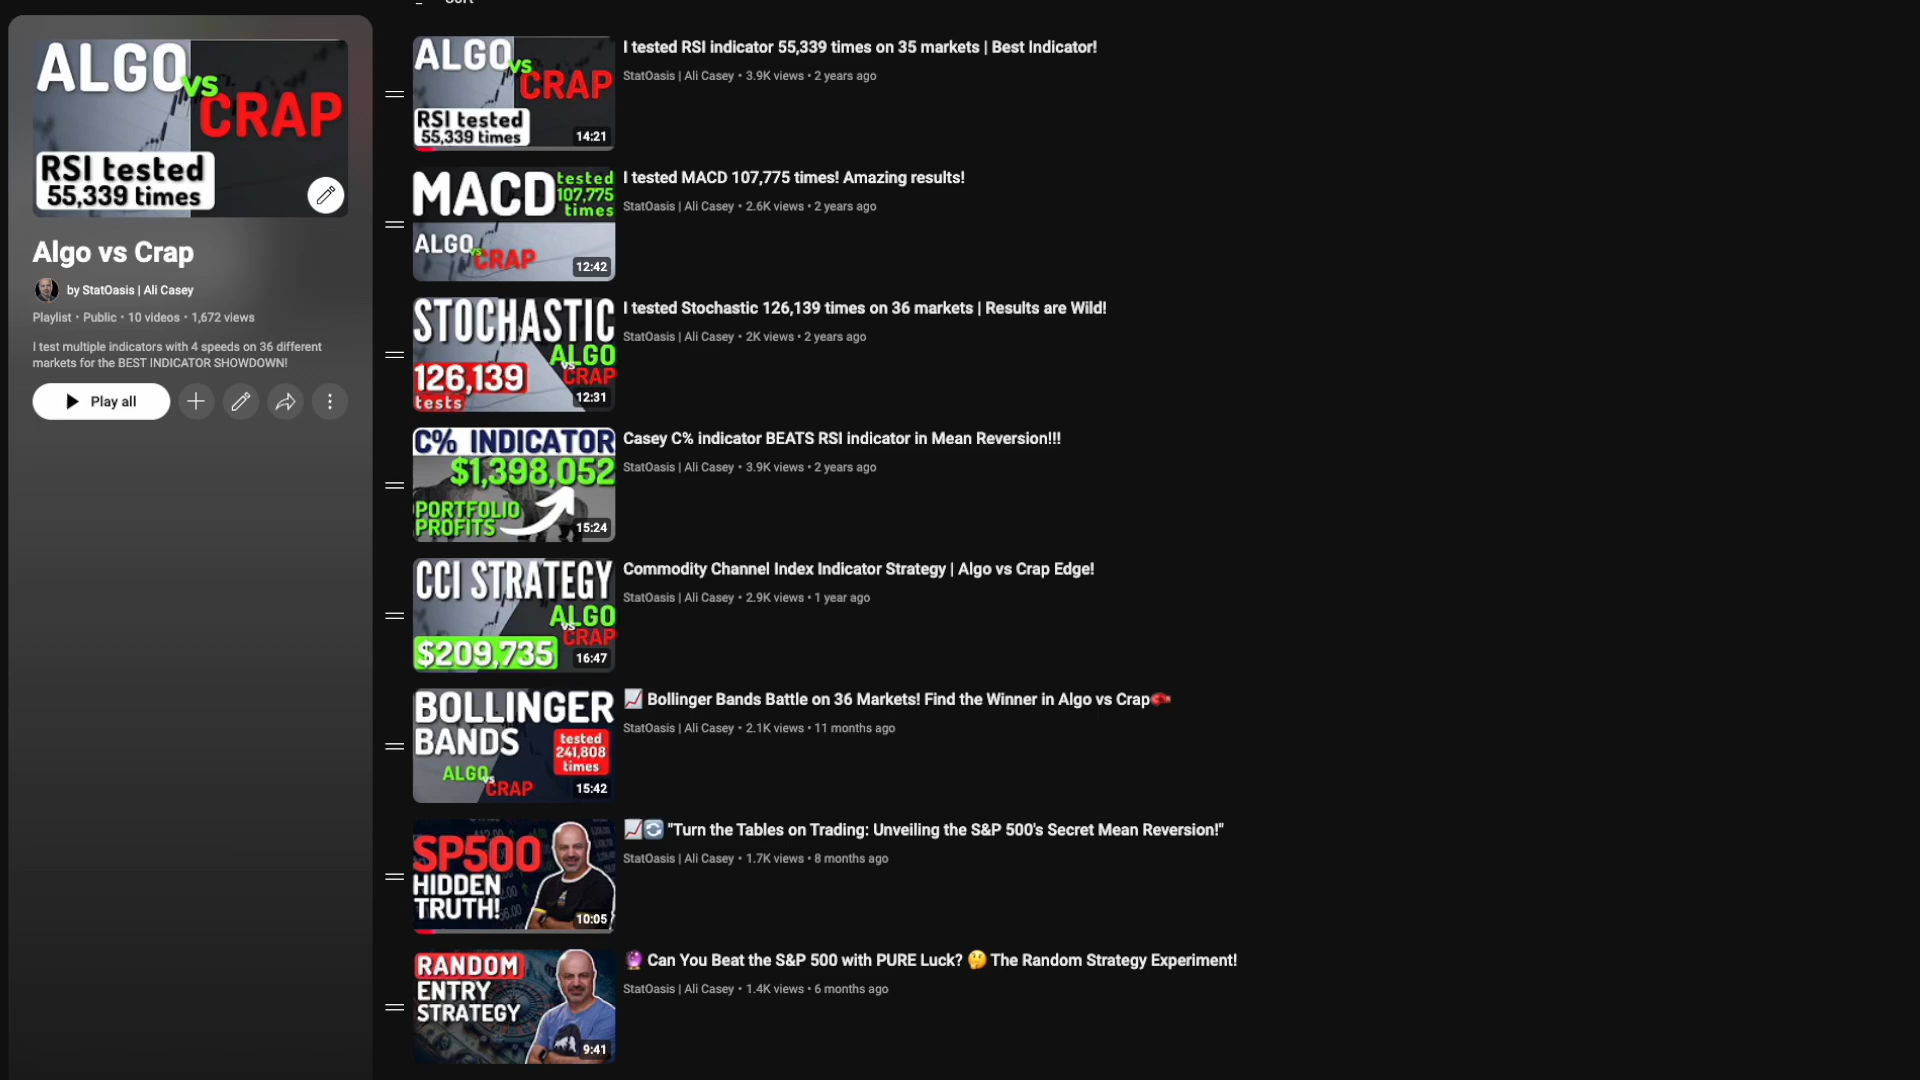 ALGO
vs
CRAP
RSI tested
55,339 times
Algo vs Crap
by StatOasis | Ali Casey
Playlist • Public • 10 videos • 1,672 views
I test multiple indicators with 4 speeds on 36 different
markets for the BEST INDICATOR SHOWDOWN!
Play all
ALGO
vs
CRAP
RSI tested
55,339 times
14:21
I tested RSI indicator 55,339 times on 35 markets | Best Indicator!
StatOasis | Ali Casey • 3.9K views • 2 years ago
MACD
tested
107,775
times
ALGO
vs
CRAP
12:42
I tested MACD 107,775 times! Amazing results!
StatOasis | Ali Casey • 2.6K views • 2 years ago
STOCHASTIC
ALGO
vs
CRAP
126,139
tests
12:31
I tested Stochastic 126,139 times on 36 markets | Results are Wild!
StatOasis | Ali Casey • 2K views • 2 years ago
C% INDICATOR
$1,398,052
PORTFOLIO
PROFITS
15:24
Casey C% indicator BEATS RSI indicator in Mean Reversion!!!
StatOasis | Ali Casey • 3.9K views • 2 years ago
CCI STRATEGY
ALGO
vs
CRAP
$209,735
16:47
Commodity Channel Index Indicator Strategy | Algo vs Crap Edge!
StatOasis | Ali Casey • 2.9K views • 1 year ago
BOLLINGER
BANDS
tested
241,808
times
ALGO
vs
CRAP
15:42
📈 Bollinger Bands Battle on 36 Markets! Find the Winner in Algo vs Crap🥊
StatOasis | Ali Casey • 2.1K views • 11 months ago
SP500
HIDDEN
TRUTH!
10:05
📈🔄 "Turn the Tables on Trading: Unveiling the S&P 500's Secret Mean Reversion!"
StatOasis | Ali Casey • 1.7K views • 8 months ago
RANDOM
ENTRY
STRATEGY
9:41
🔮 Can You Beat the S&P 500 with PURE Luck? 🤔 The Random Strategy Experiment!
StatOasis | Ali Casey • 1.4K views • 6 months ago